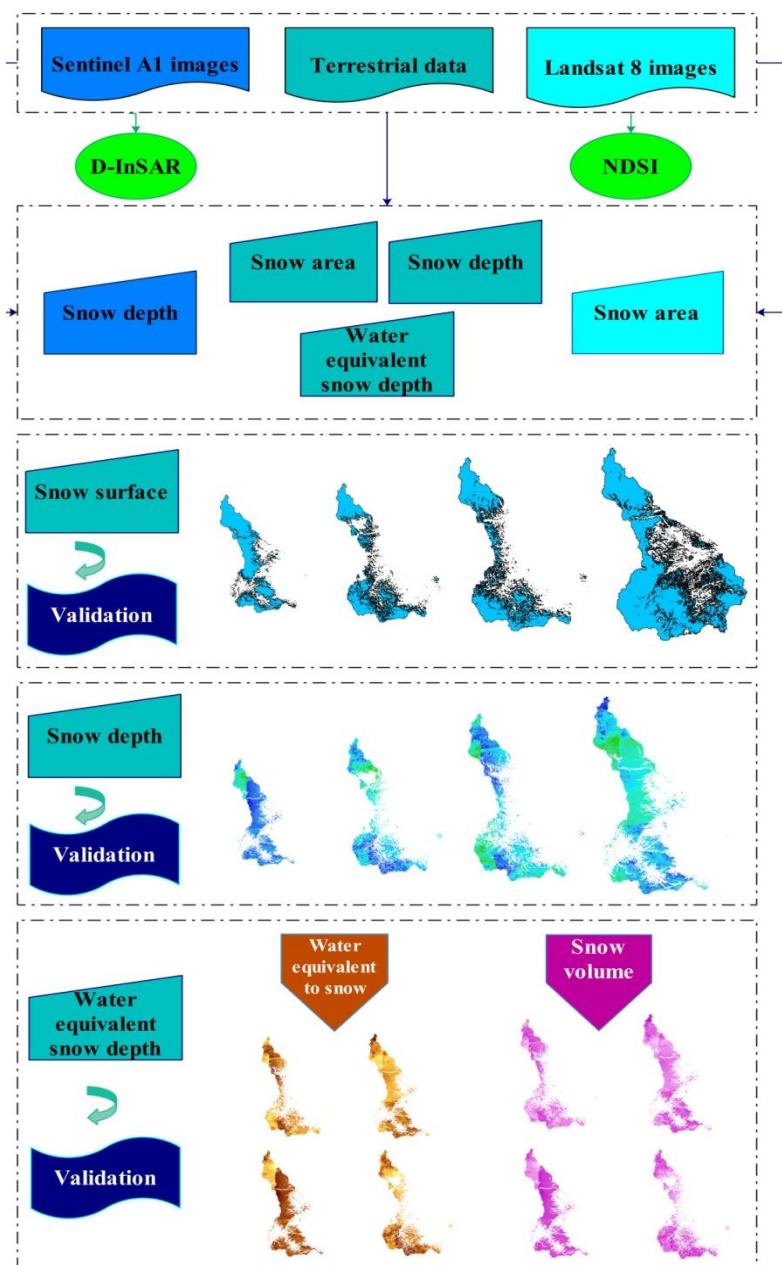 Sentinel A1 images
Terrestrial data
Landsat 8 images
D-InSAR
NDSI
Snow depth
Snow area
Snow depth
Water
equivalent
snow depth
Snow area
Snow surface
Validation
Snow depth
Validation
Water
equivalent
to snow
Snow
volume
Water
equivalent
snow depth
Validation